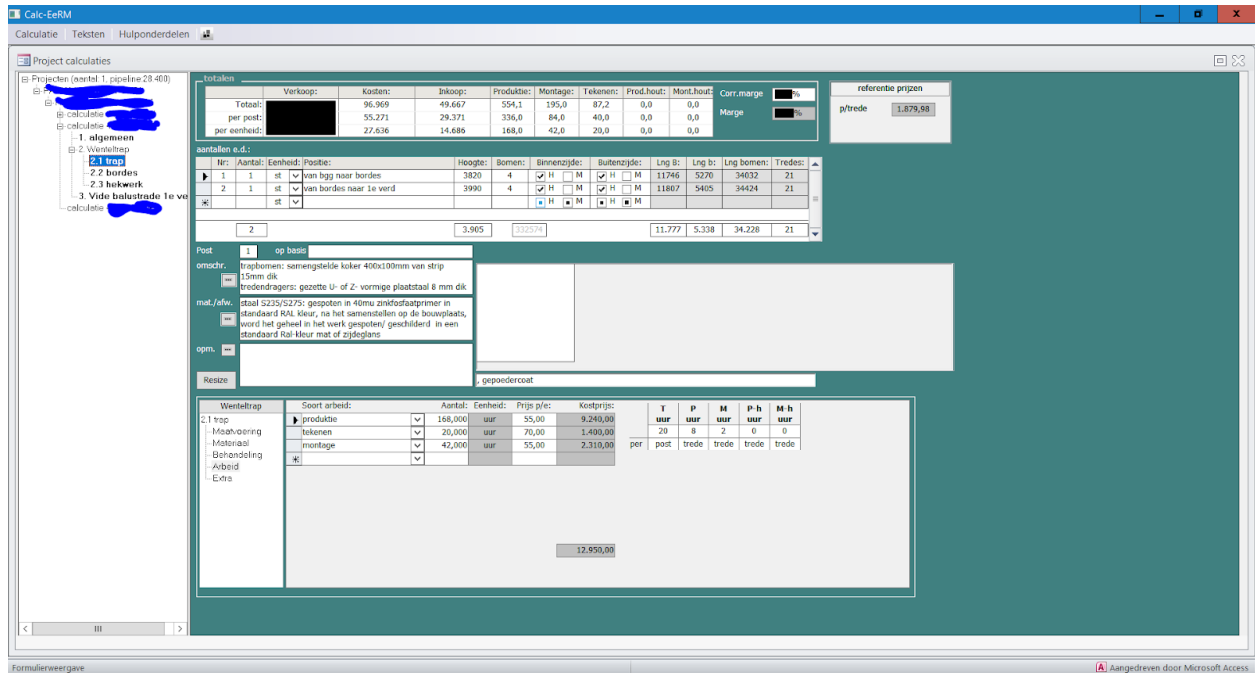 Calc-EeRM
Calculatie Teksten Hulponderdelen
Project calculaties
Projecten (aantel: 1, pipeline 28.400)
calculatie
calculatie
1. algemeen
2. Wenteltrap
2.1 trap
2.2 bordes
2.3 hekwerk
3. Vide balustrade 1e ve
calculatie
totalen
Verkoop: Kosten: Inkoop: Produktie: Montage: Tekenen: Prod.hout: Mont.hout:
Totaal: 96.969 49.667 554,1 195,0 87,2 0,0 0,0
per post: 55.271 29.371 336,0 84,0 40,0 0,0 0,0
per eenheid: 27.636 14.686 168,0 42,0 20,0 0,0 0,0
Corr.marge %
Marge %
referentie prijzen
p/trede 1.879,98
aantallen e.d.:
Nr: Aantal: Eenheid: Positie: Hoogte: Bomen: Binnenzijde: Buitenzijde: Lng B: Lng b: Lng bomen: Tredes:
1 1 st van bgg naar bordes 3820 4 H M H M 11746 5270 34032 21
2 1 st van bordes naar 1e verd 3990 4 H M H M 11807 5405 34424 21
st H M H M
2 3.905 332574 11.777 5.338 34.228 21
Post 1 op basis
omschr. trapbomen: samengstelde koker 400x100mm van strip
15mm dik
tredendragers: gezette U- of Z- vormige plaatstaal 8 mm dik
mat./afw. staal S235/S275: gespoten in 40mu zinkfosfaatprimer in
standaard RAL kleur, na het samenstellen op de bouwplaats,
word het geheel in het werk gespoten/ geschilderd in een
standaard Ral-kleur mat of zijdeglans
opm.
Resize
, gepoedercoat
Wenteltrap
2.1 trap
Maatvoering
Materiaal
Behandeling
Arbeid
Extra
Soort arbeid: Aantal: Eenheid: Prijs p/e: Kostprijs:
produktie 168,000 uur 55,00 9.240,00
tekenen 20,000 uur 70,00 1.400,00
montage 42,000 uur 55,00 2.310,00
12.950,00
T P M P-h M-h
uur uur uur uur uur
20 8 2 0 0
per post trede trede trede trede
Formulierweergave
Aangedreven door Microsoft Access